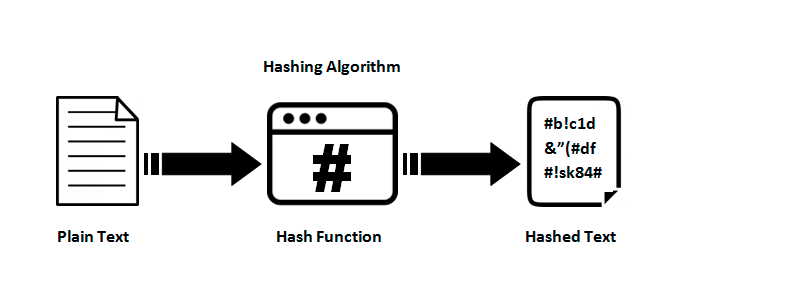 Hashing Algorithm
#
#b!c1d
&”(#df
#!sk84#
Plain Text
Hash Function
Hashed Text